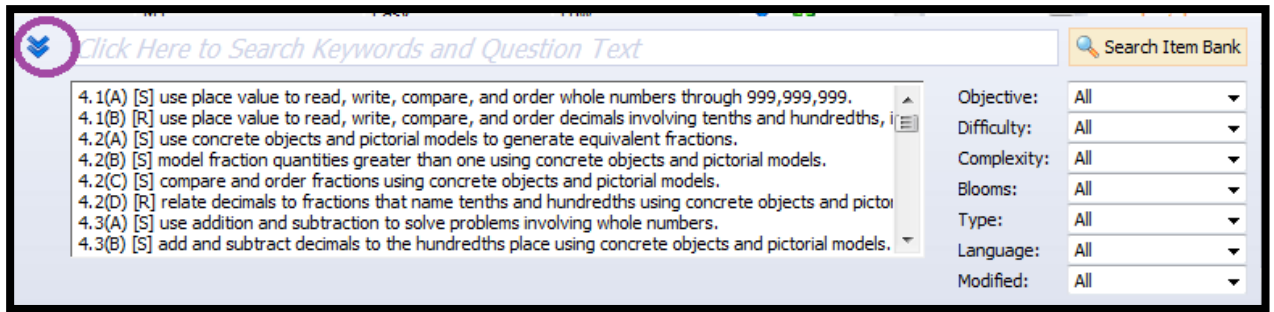 Click Here to Search Keywords and Question Text
Search Item Bank
4.1(A) [S] use place value to read, write, compare, and order whole numbers through 999,999,999.
4.1(B) [R] use place value to read, write, compare, and order decimals involving tenths and hundredths, i
4.2(A) [S] use concrete objects and pictorial models to generate equivalent fractions.
4.2(B) [S] model fraction quantities greater than one using concrete objects and pictorial models.
4.2(C) [S] compare and order fractions using concrete objects and pictorial models.
4.2(D) [R] relate decimals to fractions that name tenths and hundredths using concrete objects and pictor
4.3(A) [S] use addition and subtraction to solve problems involving whole numbers.
4.3(B) [S] add and subtract decimals to the hundredths place using concrete objects and pictorial models.
Objective: All
Difficulty: All
Complexity: All
Blooms: All
Type: All
Language: All
Modified: All